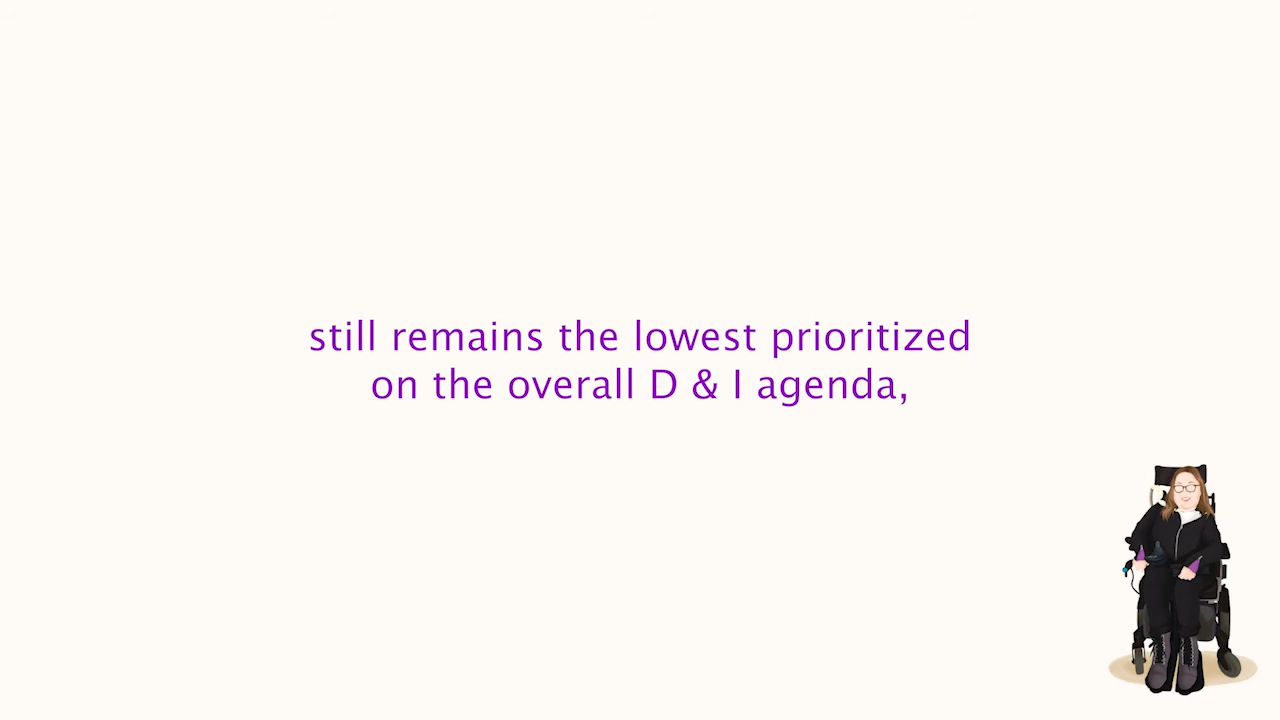 still remains the lowest prioritized
on the overall D & I agenda,